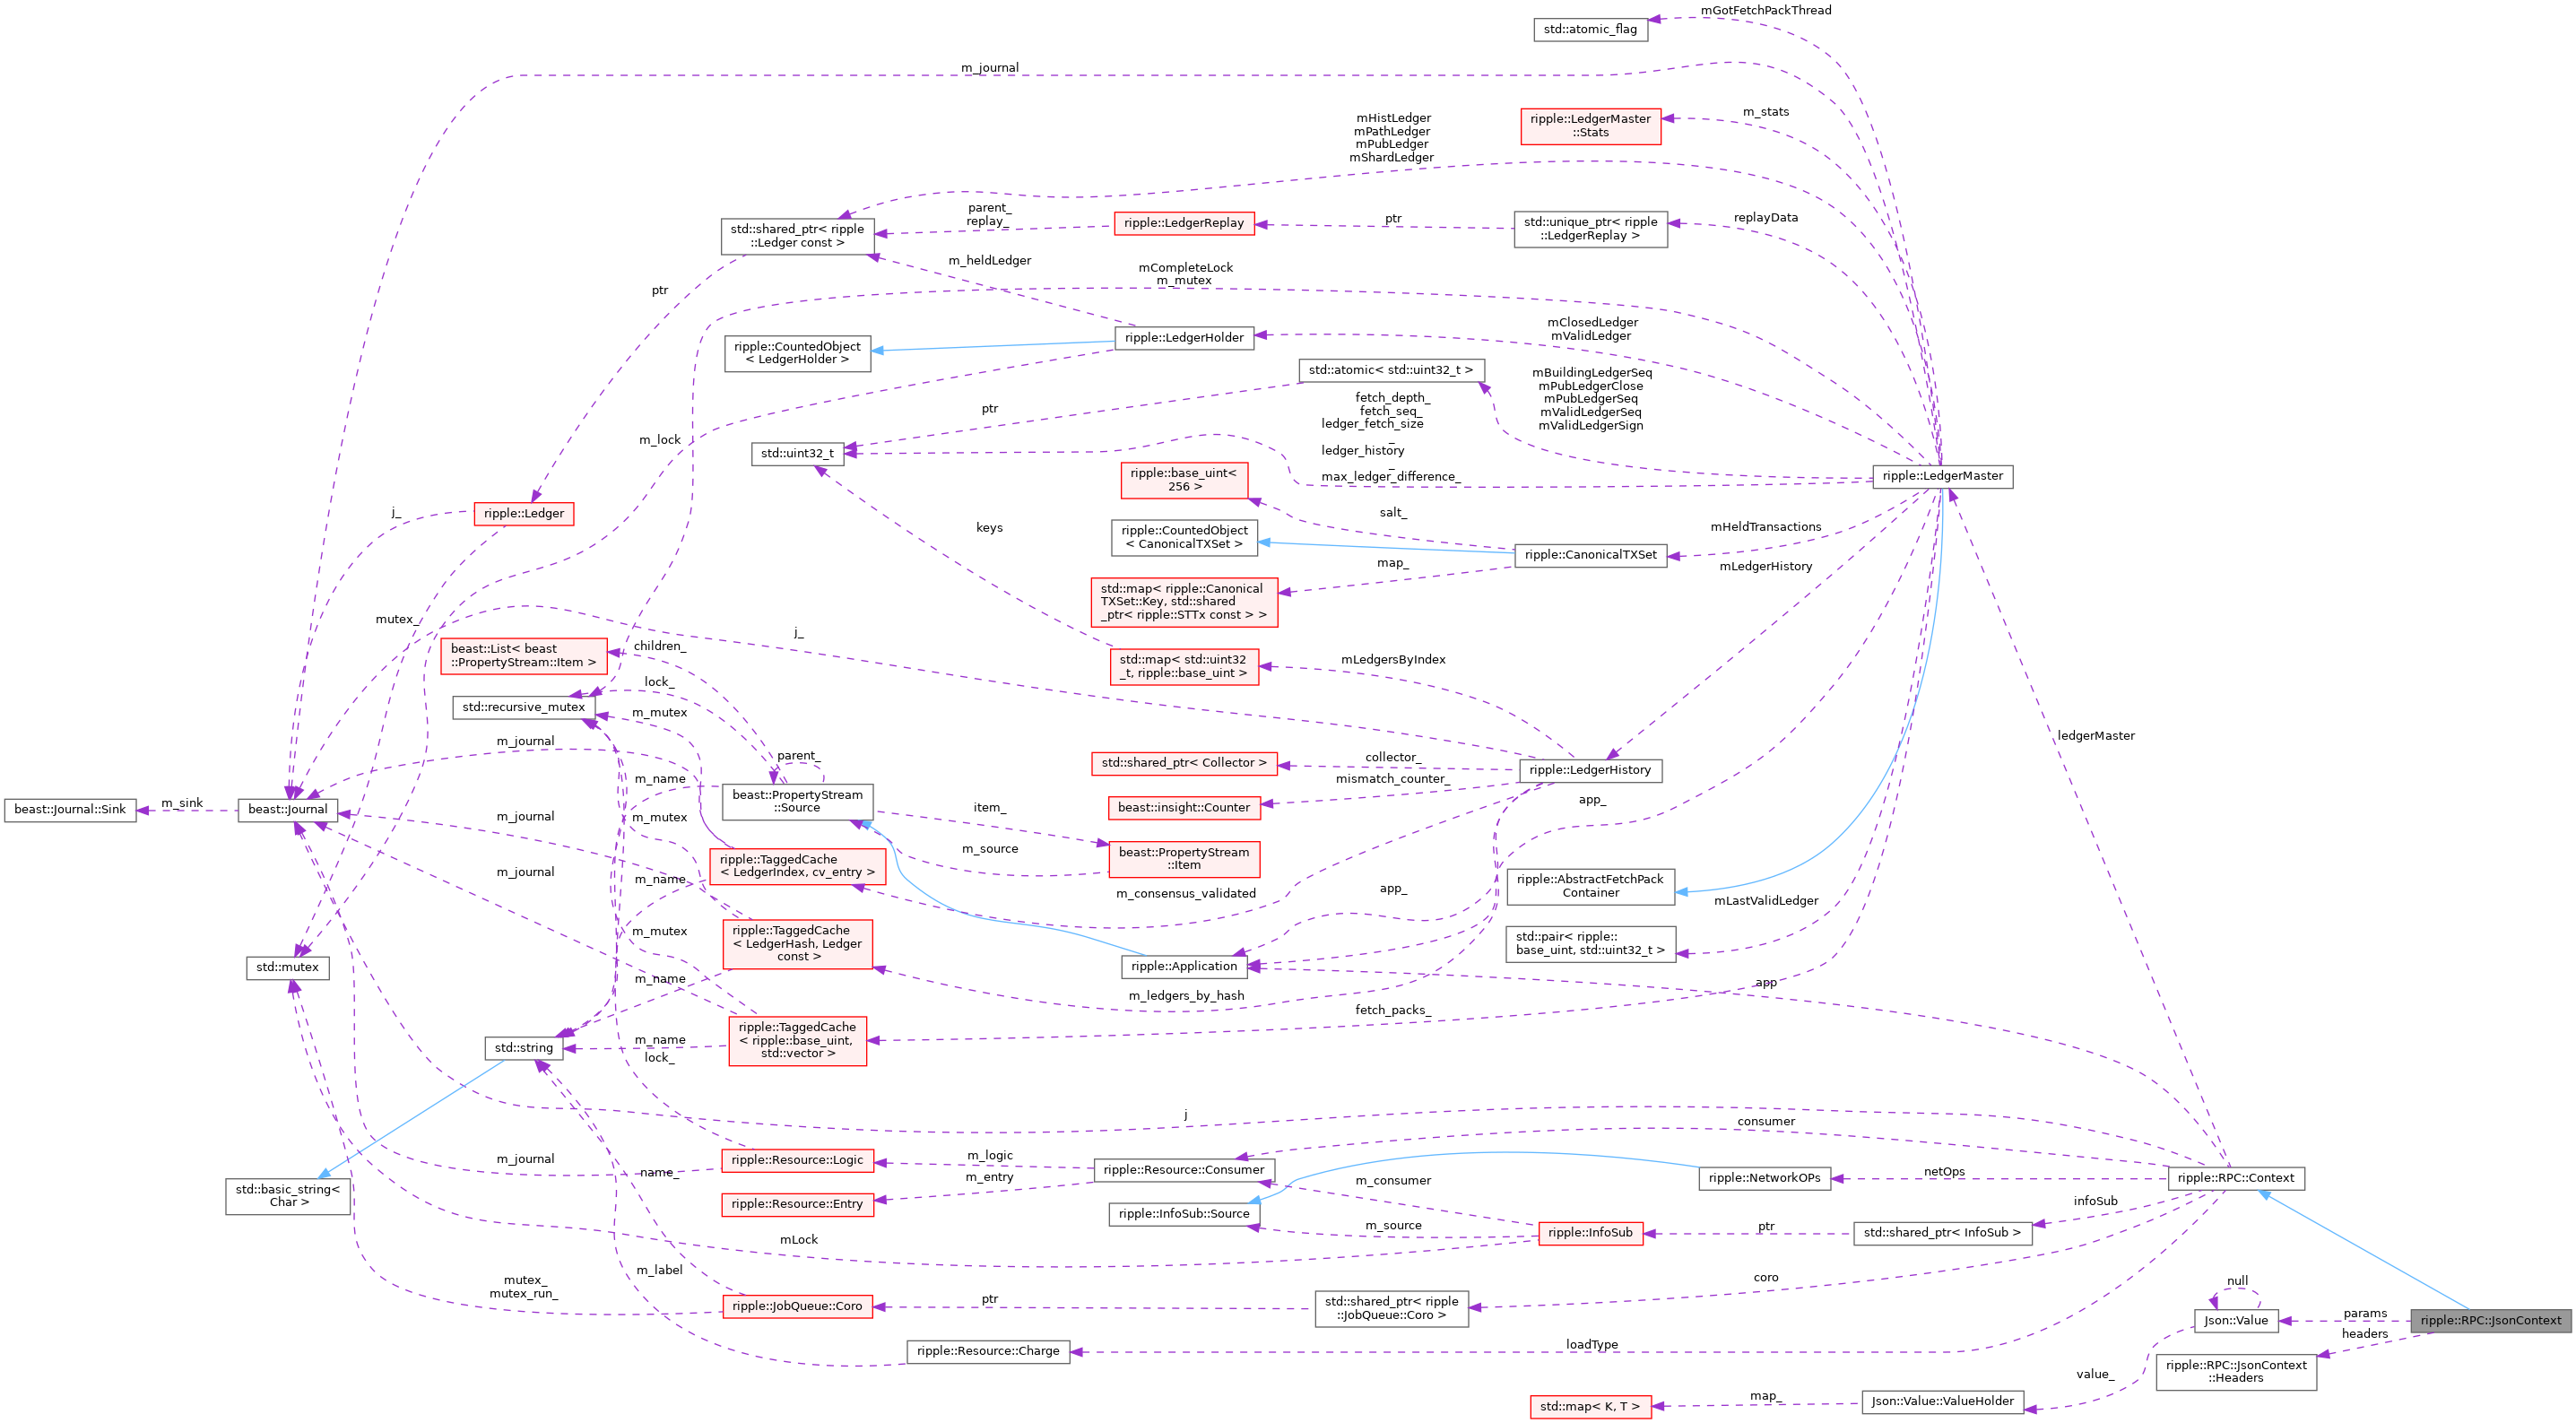 mGotFetchPackThread
std::atomic_flag
m_journal
m_stats
ripple::LedgerMaster
::Stats
mHistLedger
mPathLedger
mPubLedger
mShardLedger
parent_
replay_
ptr
replayData
std::shared_ptr< ripple
::Ledger const >
ripple::LedgerReplay
std::unique_ptr< ripple
::LedgerReplay >
m_heldLedger
mCompleteLock
m_mutex
ptr
ripple::CountedObject
< LedgerHolder >
ripple::LedgerHolder
mClosedLedger
mValidLedger
std::atomic< std::uint32_t >
mBuildingLedgerSeq
mPubLedgerClose
mPubLedgerSeq
mValidLedgerSeq
mValidLedgerSign
ptr
fetch_depth_
fetch_seq_
ledger_fetch_size
_
ledger_history
_
max_ledger_difference_
m_lock
std::uint32_t
ripple::base_uint<
256 >
ripple::LedgerMaster
ripple::Ledger
j_
salt_
keys
mHeldTransactions
ripple::CountedObject
< CanonicalTXSet >
ripple::CanonicalTXSet
map_
mLedgerHistory
std::map< ripple::Canonical
TXSet::Key, std::shared
_ptr< ripple::STTx const > >
mutex_
j_
children_
beast::List< beast
::PropertyStream::Item >
std::map< std::uint32
_t, ripple::base_uint >
mLedgersByIndex
lock_
std::recursive_mutex
m_mutex
ledgerMaster
m_journal
parent_
std::shared_ptr< Collector >
collector_
ripple::LedgerHistory
m_name
mismatch_counter_
beast::PropertyStream
::Source
app_
beast::Journal::Sink
m_sink
beast::Journal
item_
beast::insight::Counter
m_journal
m_mutex
m_source
beast::PropertyStream
::Item
ripple::TaggedCache
< LedgerIndex, cv_entry >
m_journal
m_name
m_consensus_validated
app_
ripple::AbstractFetchPack
Container
mLastValidLedger
m_mutex
ripple::TaggedCache
< LedgerHash, Ledger
const >
std::pair< ripple::
base_uint, std::uint32_t >
std::mutex
ripple::Application
m_name
m_ledgers_by_hash
app
fetch_packs_
std::string
m_name
lock_
ripple::TaggedCache
< ripple::base_uint,
std::vector >
j
consumer
m_journal
ripple::Resource::Logic
m_logic
ripple::Resource::Consumer
netOps
ripple::NetworkOPs
ripple::RPC::Context
name_
m_entry
m_consumer
std::basic_string<
Char >
ripple::Resource::Entry
ripple::InfoSub::Source
infoSub
m_source
ripple::InfoSub
ptr
std::shared_ptr< InfoSub >
mLock
m_label
coro
mutex_
mutex_run_
ripple::JobQueue::Coro
ptr
std::shared_ptr< ripple
::JobQueue::Coro >
null
Json::Value
params
ripple::RPC::JsonContext
headers
ripple::Resource::Charge
loadType
ripple::RPC::JsonContext
::Headers
value_
std::map< K, T >
map_
Json::Value::ValueHolder